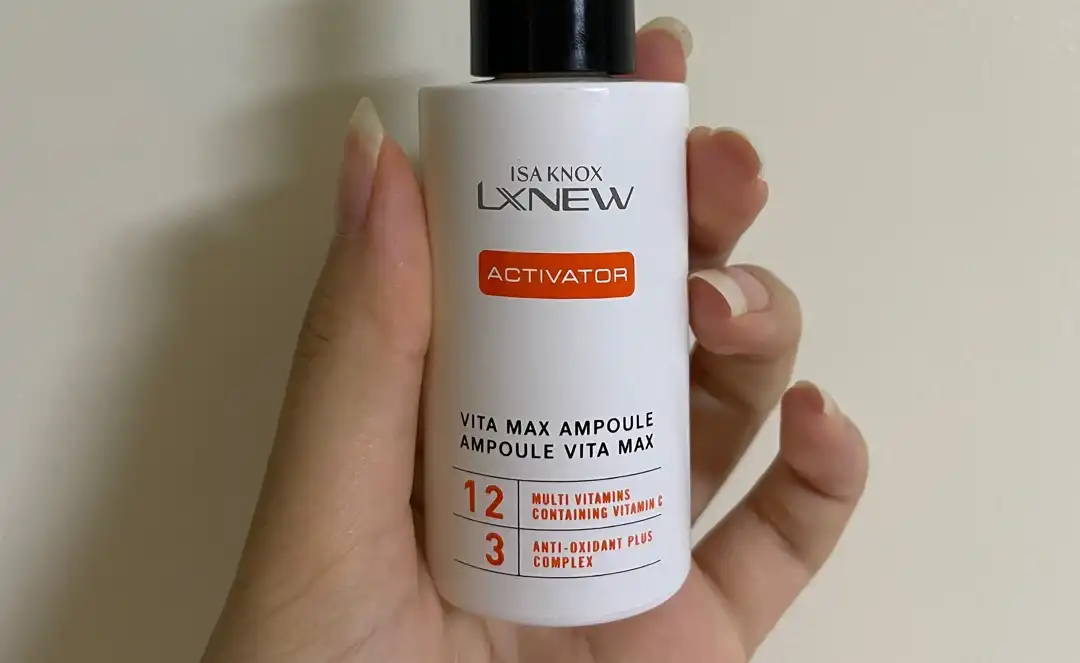 ISA KNOX
LXNEW
ACTIVATOR
VITA MAX AMPOULE
AMPOULE VITA MAX
12 MULTI VITAMINS
CONTAINING VITAMIN C
3 ANTI-OXIDANT PLUS
COMPLEX